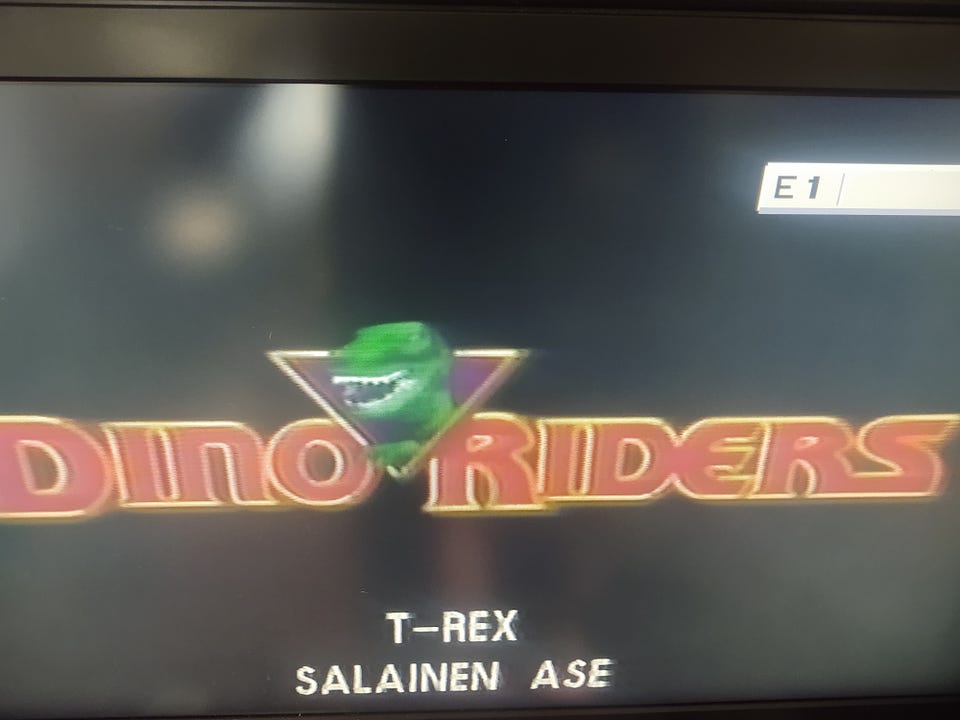 E1
DINO RIDERS
T-REX
SALAINEN ASE